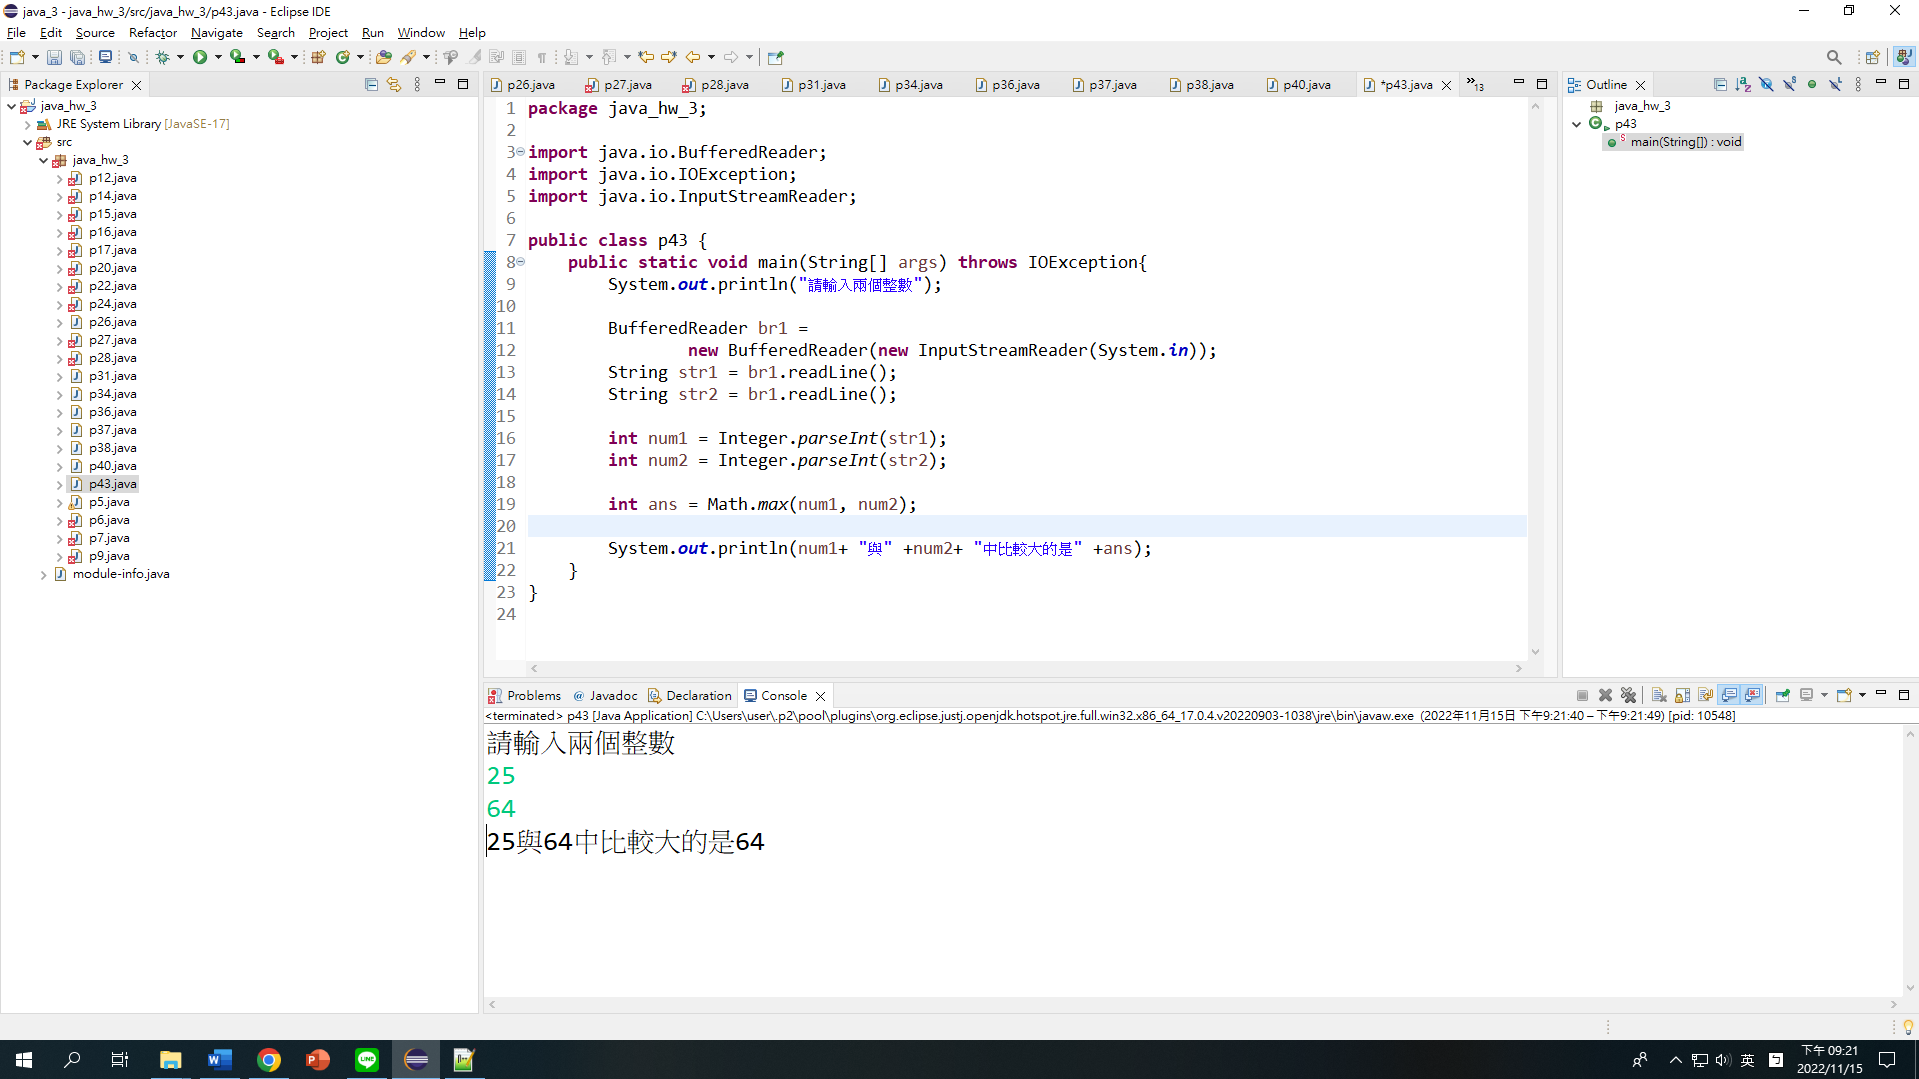 java_3 - java_hw_3/src/java_hw_3/p43.java - Eclipse IDE
File Edit Source Refactor Navigate Search Project Run Window Help
Package Explorer
java_hw_3
JRE System Library [JavaSE-17]
src
java_hw_3
p12.java
p14.java
p15.java
p16.java
p17.java
p20.java
p22.java
p24.java
p26.java
p27.java
p28.java
p31.java
p34.java
p36.java
p37.java
p38.java
p40.java
p43.java
p5.java
p6.java
p7.java
p9.java
module-info.java
p26.java p27.java p28.java p31.java p34.java p36.java p37.java p38.java p40.java *p43.java »13
1 package java_hw_3;
2
3 import java.io.BufferedReader;
4 import java.io.IOException;
5 import java.io.InputStreamReader;
6
7 public class p43 {
8 public static void main(String[] args) throws IOException{
9 System.out.println("請輸入兩個整數");
10
11 BufferedReader br1 =
12 new BufferedReader(new InputStreamReader(System.in));
13 String str1 = br1.readLine();
14 String str2 = br1.readLine();
15
16 int num1 = Integer.parseInt(str1);
17 int num2 = Integer.parseInt(str2);
18
19 int ans = Math.max(num1, num2);
20
21 System.out.println(num1+ "與" +num2+ "中比較大的是" +ans);
22 }
23 }
24
Outline
java_hw_3
p43
main(String[]) : void
Problems @ Javadoc Declaration Console
<terminated> p43 [Java Application] C:\Users\user\.p2\pool\plugins\org.eclipse.justj.openjdk.hotspot.jre.full.win32.x86_64_17.0.4.v20220903-1038\jre\bin\javaw.exe (2022年11月15日 下午9:21:40 – 下午9:21:49) [pid: 10548]
請輸入兩個整數
25
64
25與64中比較大的是64
英
下午 09:21
2022/11/15